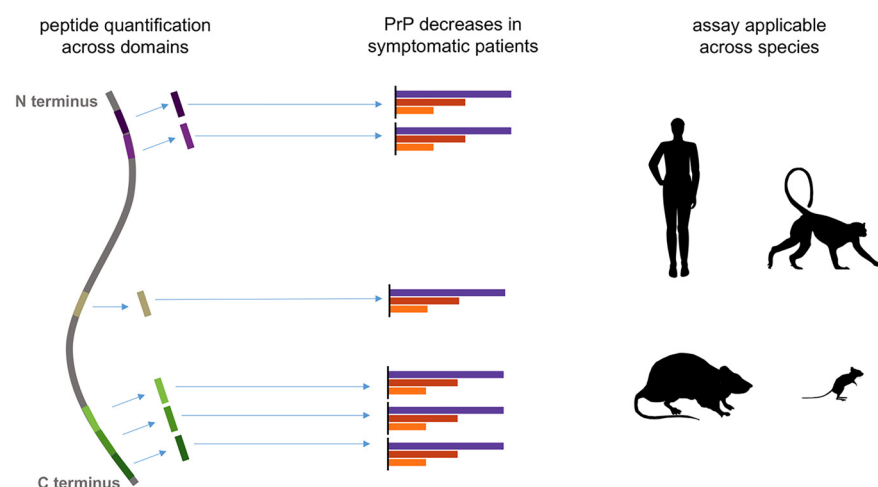 peptide quantification
across domains
PrP decreases in
symptomatic patients
assay applicable
across species
N terminus
C terminus